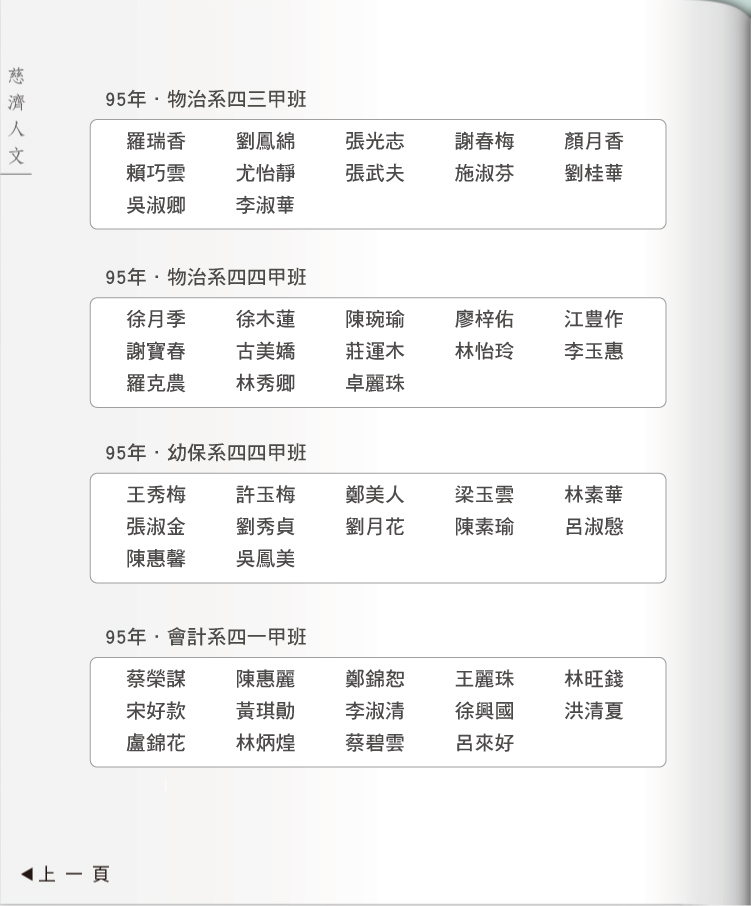 慈濟人文
95年．物治系四三甲班
羅瑞香 劉鳳綿 張光志 謝春梅 顏月香
賴巧雲 尤怡靜 張武夫 施淑芬 劉桂華
吳淑卿 李淑華
95年．物治系四四甲班
徐月季 徐木蓮 陳琬瑜 廖梓佑 江豊作
謝寶春 古美嬌 莊運木 林怡玲 李玉惠
羅克農 林秀卿 卓麗珠
95年．幼保系四四甲班
王秀梅 許玉梅 鄭美人 梁玉雲 林素華
張淑金 劉秀貞 劉月花 陳素瑜 呂淑慇
陳惠馨 吳鳳美
95年．會計系四一甲班
蔡榮謀 陳惠麗 鄭錦恕 王麗珠 林旺錢
宋好款 黃琪勛 李淑清 徐興國 洪清夏
盧錦花 林炳煌 蔡碧雲 呂來好
◀上一頁